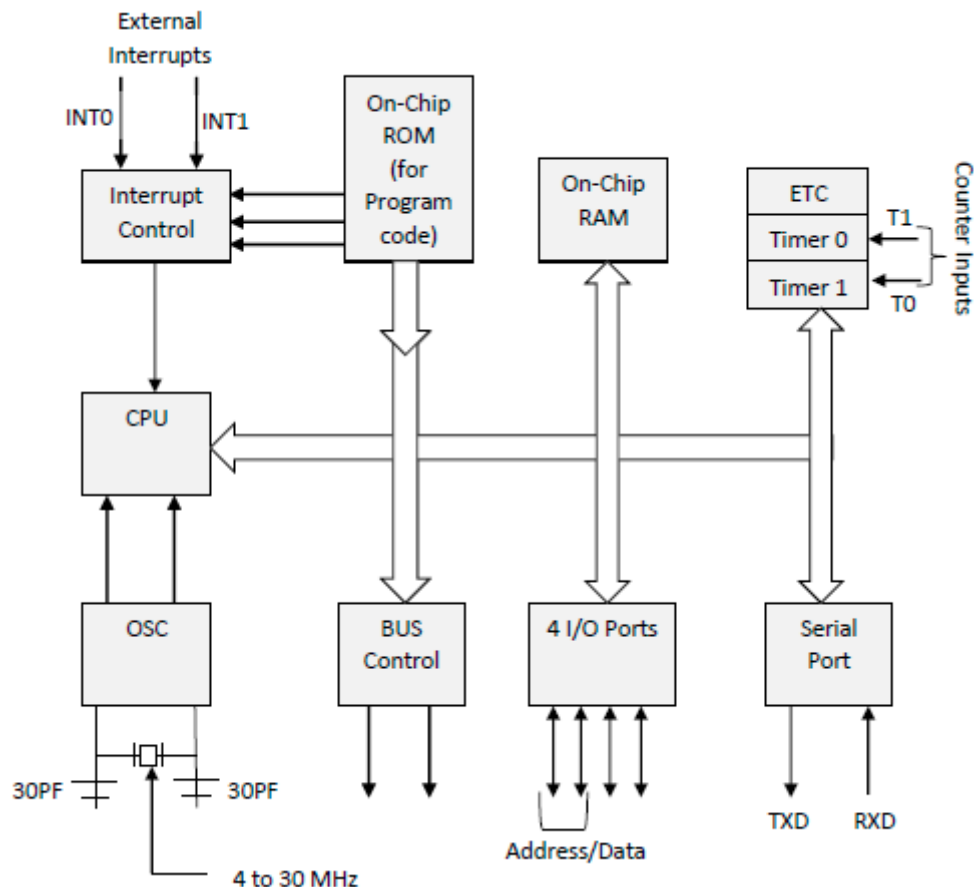 External
Interrupts
INT0
INT1
On-Chip
ROM
(for
Program
code)
Interrupt
Control
On-Chip
RAM
ETC
Timer 0
Timer 1
T1
T0
Counter Inputs
CPU
OSC
BUS
Control
4 I/O Ports
Serial
Port
30PF
30PF
4 to 30 MHz
Address/Data
TXD
RXD